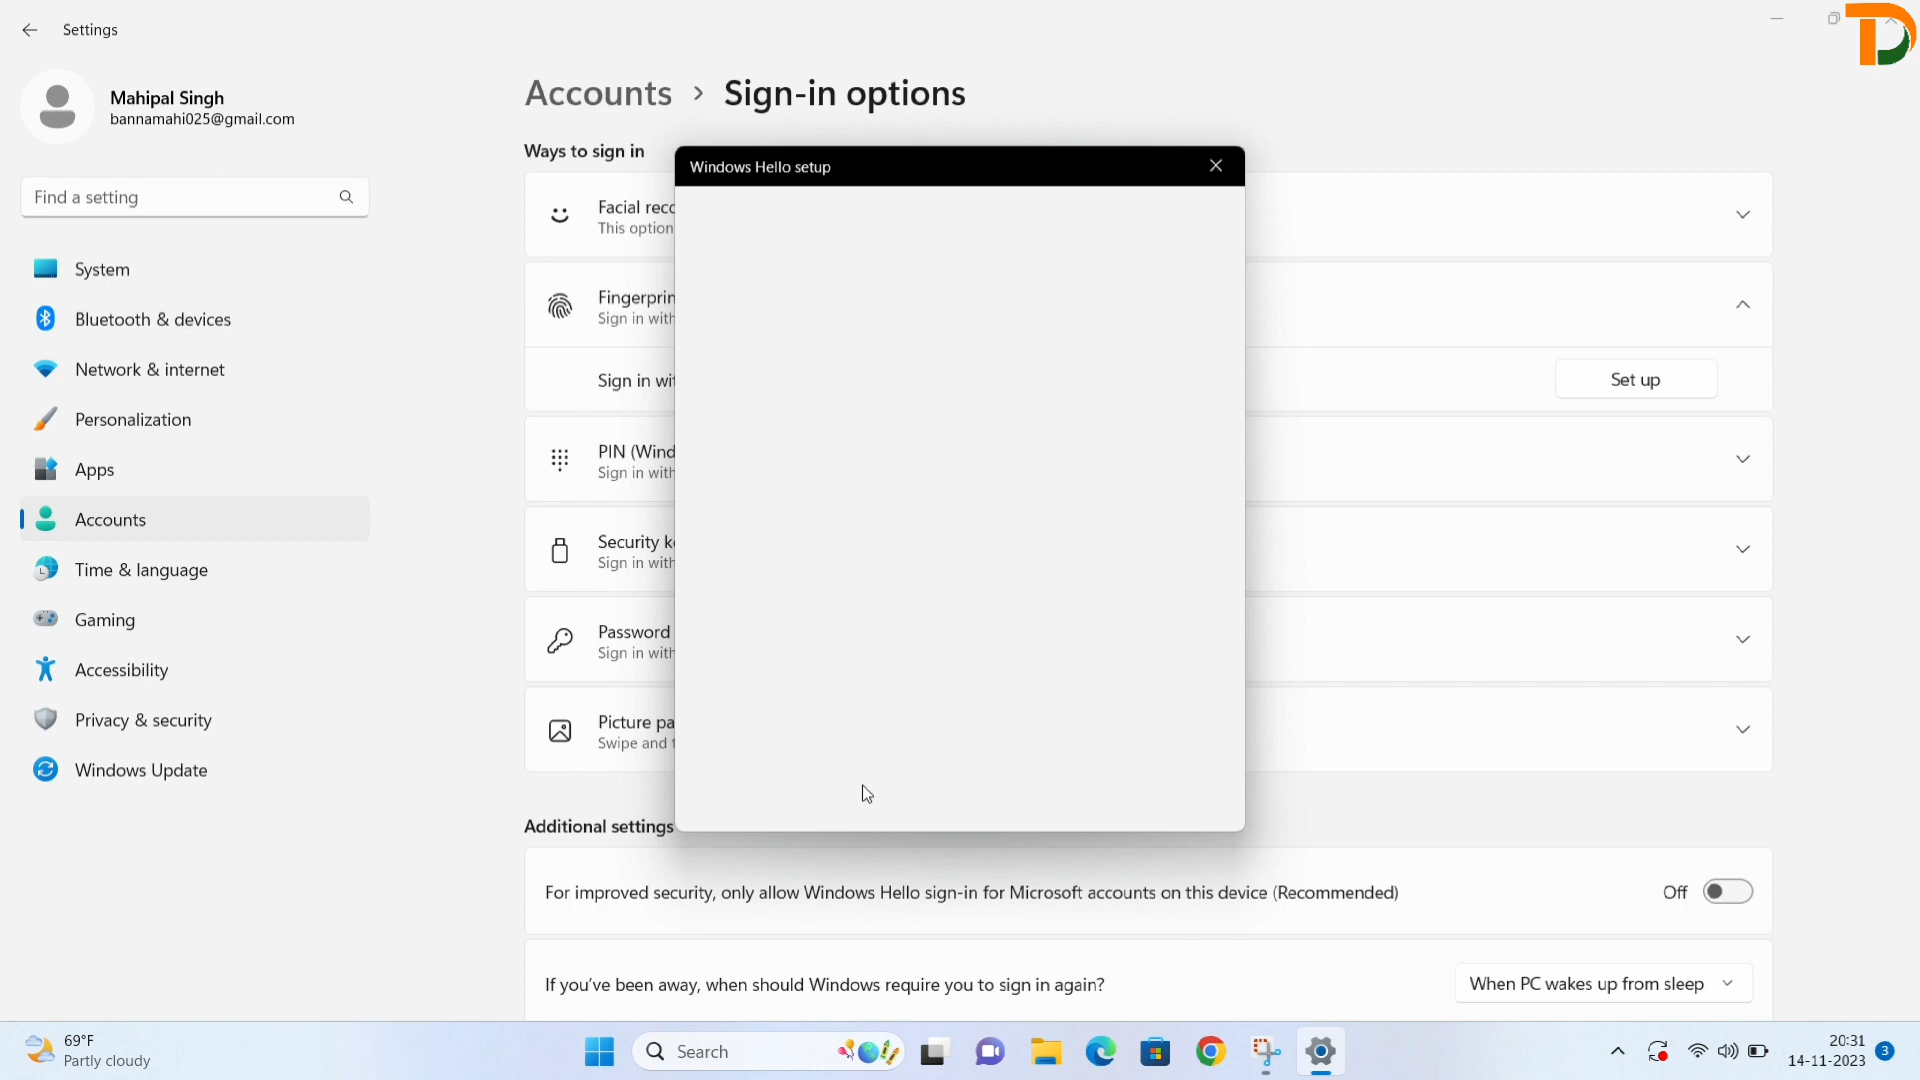 Settings
Mahipal Singh
bannamahi025@gmail.com
Find a setting
System
Bluetooth & devices
Network & internet
Personalization
Apps
Accounts
Time & language
Gaming
Accessibility
Privacy & security
Windows Update
Accounts > Sign-in options
Ways to sign in
Windows Hello setup
Facial reco
This option
Fingerprin
Sign in with
Sign in wit
Set up
PIN (Wind
Sign in with
Security k
Sign in with
Password
Sign in with
Picture pa
Swipe and t
Additional settings
For improved security, only allow Windows Hello sign-in for Microsoft accounts on this device (Recommended)
Off
If you've been away, when should Windows require you to sign in again?
When PC wakes up from sleep
69°F
Partly cloudy
Search
20:31
14-11-2023
3